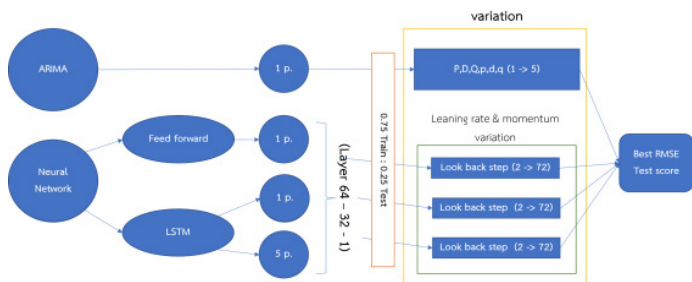 variation
ARIMA
1 p.
P,D,Q,p,d,q (1 -> 5)
0.75 Train : 0.25 Test
Leaning rate & momentum
variation
Feed forward
1 p.
(Layer 64 – 32 - 1)
Neural
Network
Look back step (2 -> 72)
Best RMSE
Test score
1 p.
Look back step (2 -> 72)
LSTM
5 p.
Look back step (2 -> 72)